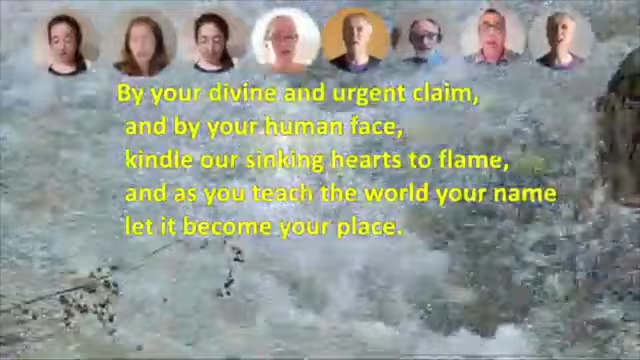 By your divine and urgent claim,
and by your human face,
kindle our sinking hearts to flame,
and as you teach the world your name
let it become your place.